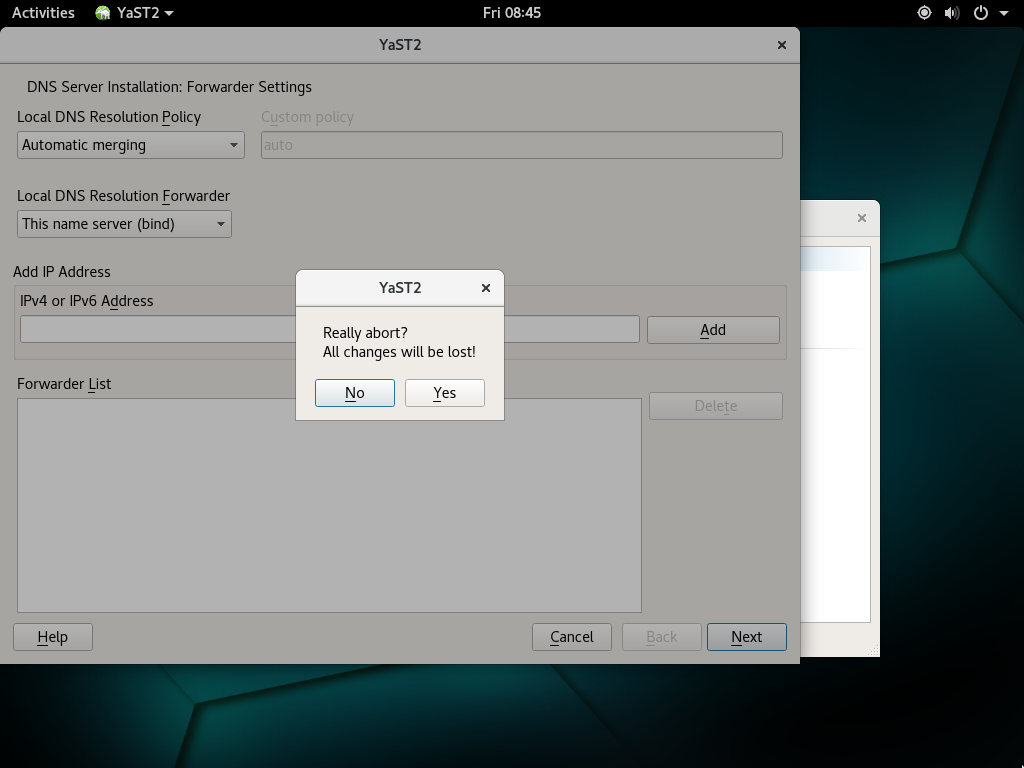 Activities YaST2 Fri 08:45
YaST2
DNS Server Installation: Forwarder Settings
Local DNS Resolution Policy Custom policy
Automatic merging auto
Local DNS Resolution Forwarder
This name server (bind)
Add IP Address
IPv4 or IPv6 Address
Add
YaST2
Really abort?
All changes will be lost!
No Yes
Forwarder List
Delete
Help Cancel Back Next